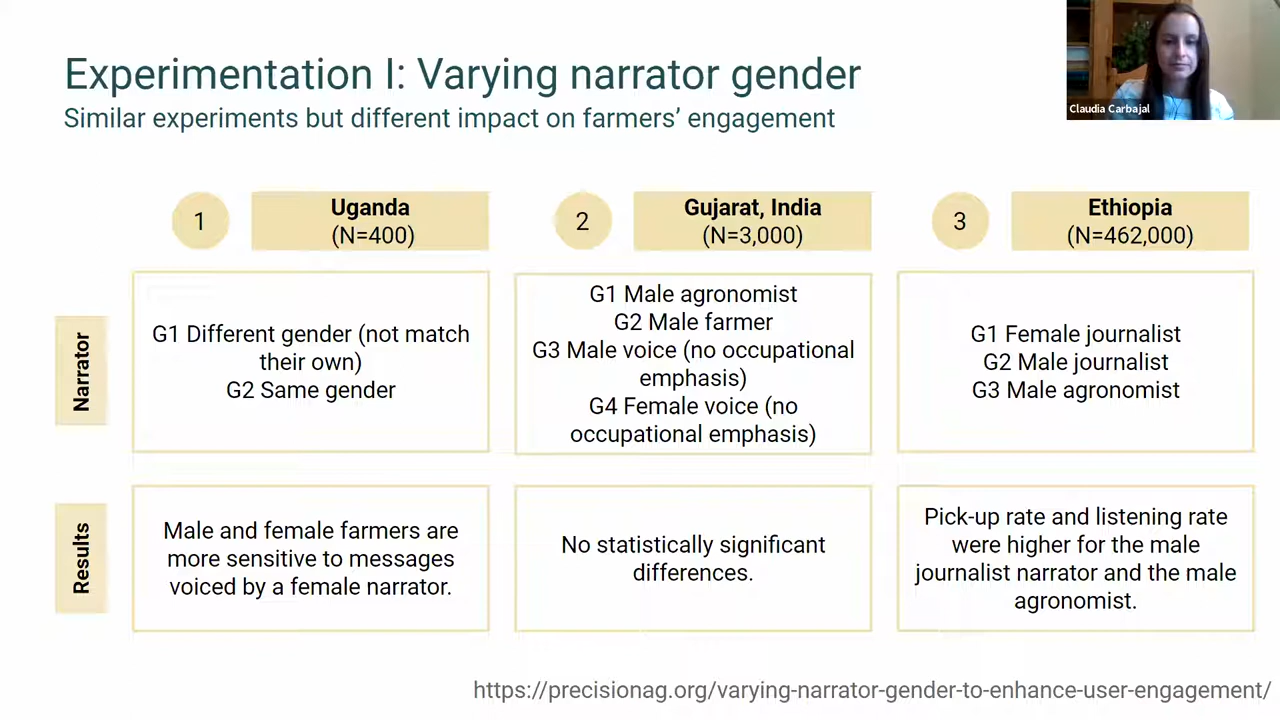 Experimentation I: Varying narrator gender
Similar experiments but different impact on farmers’ engagement
Claudia Carbajal
1
Uganda
(N=400)
2
Gujarat, India
(N=3,000)
3
Ethiopia
(N=462,000)
Narrator
G1 Different gender (not match
their own)
G2 Same gender
G1 Male agronomist
G2 Male farmer
G3 Male voice (no occupational
emphasis)
G4 Female voice (no
occupational emphasis)
G1 Female journalist
G2 Male journalist
G3 Male agronomist
Results
Male and female farmers are
more sensitive to messages
voiced by a female narrator.
No statistically significant
differences.
Pick-up rate and listening rate
were higher for the male
journalist narrator and the male
agronomist.
https://precisionag.org/varying-narrator-gender-to-enhance-user-engagement/